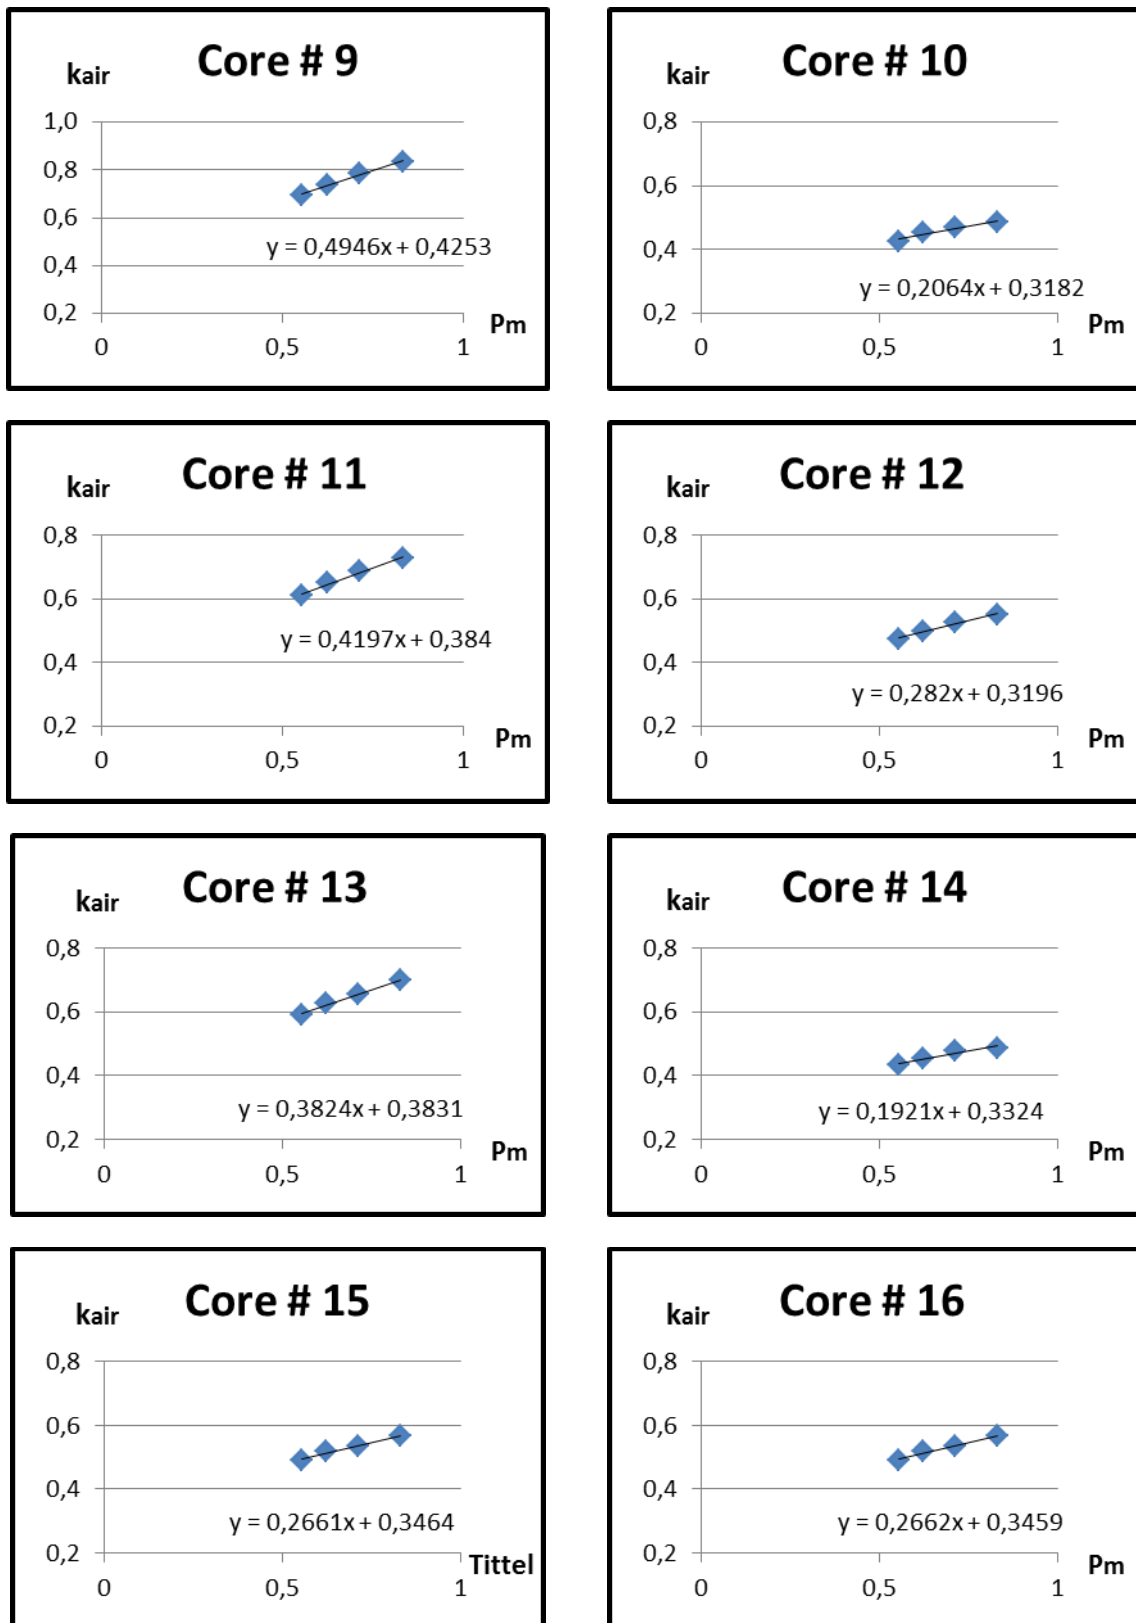 Core # 9
kair
1,0
0,8
0,6
0,4
0,2
y = 0,4946x + 0,4253
Pm
0 0,5 1
Core # 10
kair
0,8
0,6
0,4
0,2
y = 0,2064x + 0,3182
Pm
0 0,5 1
Core # 11
kair
0,8
0,6
0,4
0,2
y = 0,4197x + 0,384
Pm
0 0,5 1
Core # 12
kair
0,8
0,6
0,4
0,2
y = 0,282x + 0,3196
Pm
0 0,5 1
Core # 13
kair
0,8
0,6
0,4
0,2
y = 0,3824x + 0,3831
Pm
0 0,5 1
Core # 14
kair
0,8
0,6
0,4
0,2
y = 0,1921x + 0,3324
Pm
0 0,5 1
Core # 15
kair
0,8
0,6
0,4
0,2
y = 0,2661x + 0,3464
Tittel
0 0,5 1
Core # 16
kair
0,8
0,6
0,4
0,2
y = 0,2662x + 0,3459
Pm
0 0,5 1